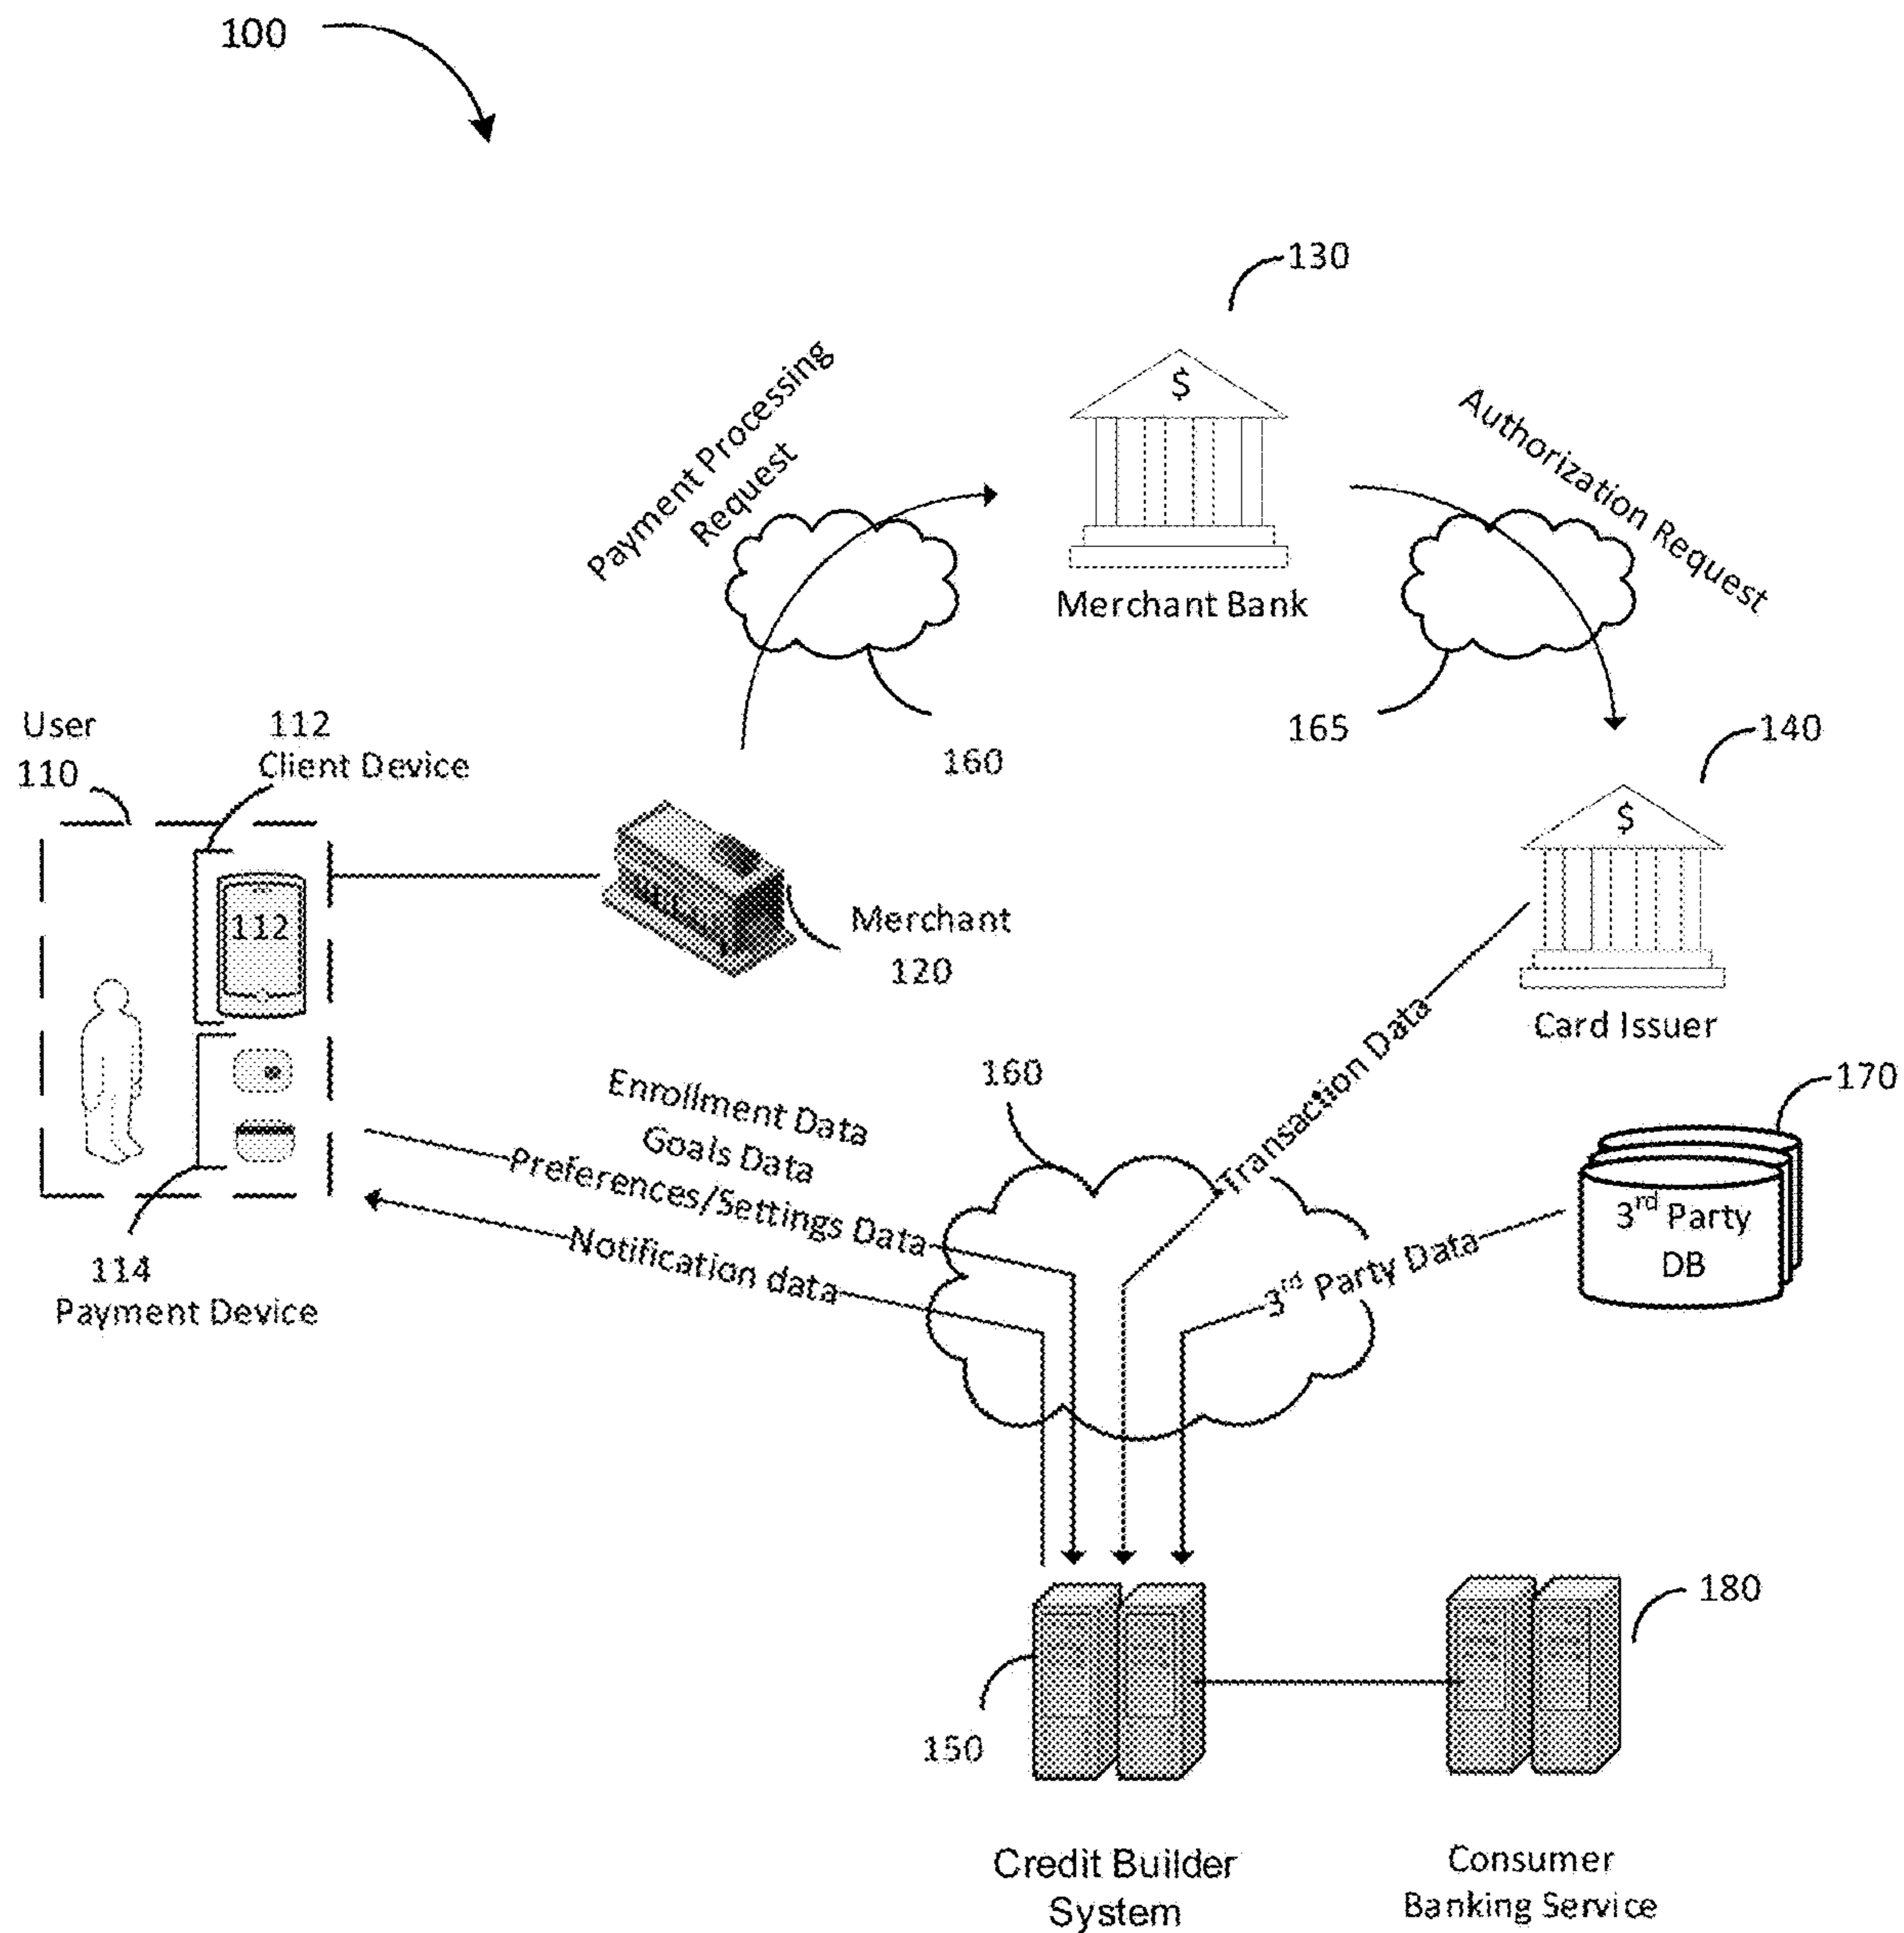 100
130
$
Payment Processing
Request
Authorization Request
Merchant Bank
160
165
140
User
110
112
Client Device
112
Merchant
120
$
Card Issuer
Transaction Data
160
170
Enrollment Data
Goals Data
Preferences/Settings Data
Notification data
3rd Party
DB
3rd Party Data
114
Payment Device
150
180
Credit Builder
System
Consumer
Banking Service